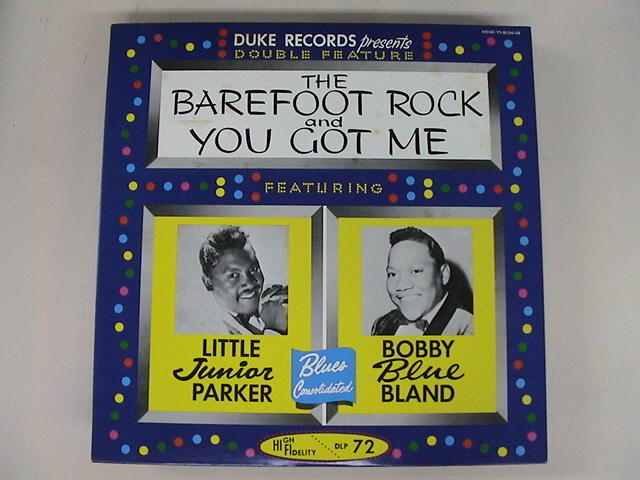 DUKE RECORDS presents
DOUBLE FEATURE
THE
BAREFOOT ROCK
and
YOU GOT ME
FEATURING
LITTLE
Junior
PARKER
Blues
Consolidated
BOBBY
Blue
BLAND
HIGH FIDELITY DLP 72